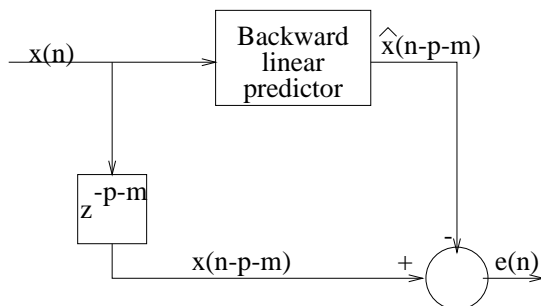 x(n)
Backward
linear
predictor
^x(n-p-m)
z^-p-m
x(n-p-m)
+
-
e(n)